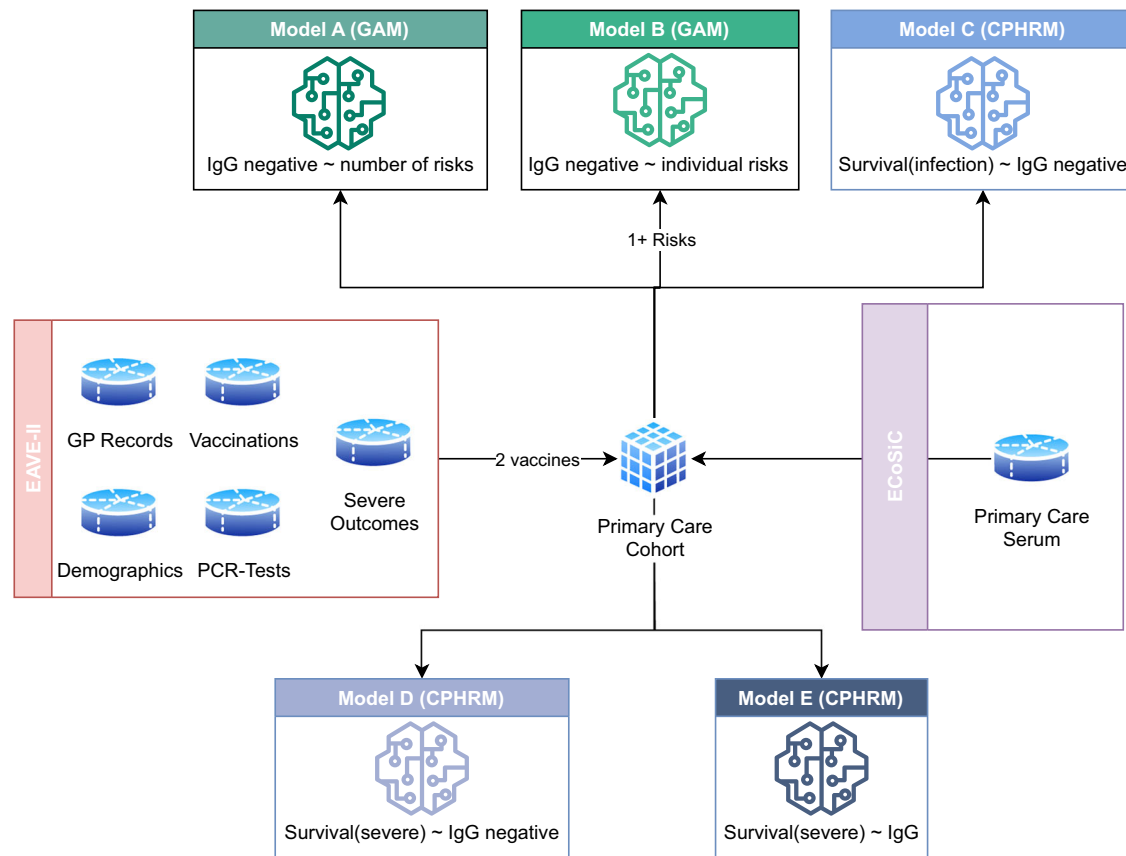 Model A (GAM)
IgG negative ~ number of risks
Model B (GAM)
IgG negative ~ individual risks
Model C (CPHRM)
Survival(infection) ~ IgG negative
1+ Risks
EAVE-II
GP Records
Vaccinations
Demographics
PCR-Tests
Severe
Outcomes
2 vaccines
Primary Care
Cohort
ECoSiC
Primary Care
Serum
Model D (CPHRM)
Survival(severe) ~ IgG negative
Model E (CPHRM)
Survival(severe) ~ IgG